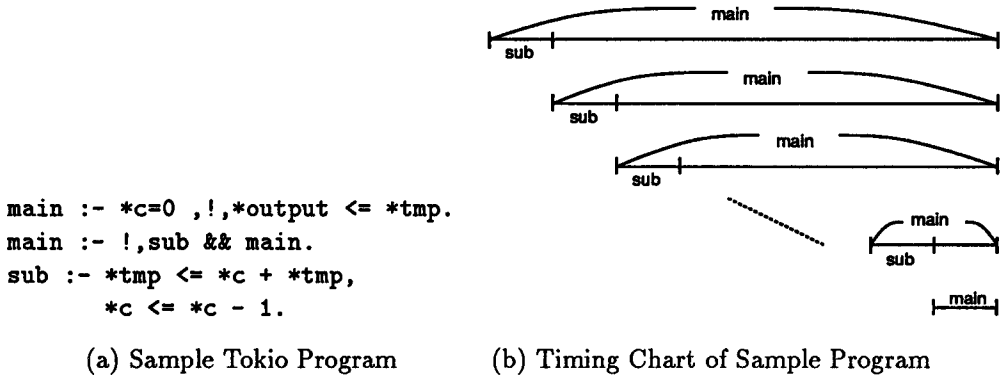 main
sub
main
sub
main
sub
main
sub
main
main :- *c=0 ,!,*output <= *tmp.
main :- !,sub && main.
sub :- *tmp <= *c + *tmp,
*c <= *c - 1.
(a) Sample Tokio Program
(b) Timing Chart of Sample Program